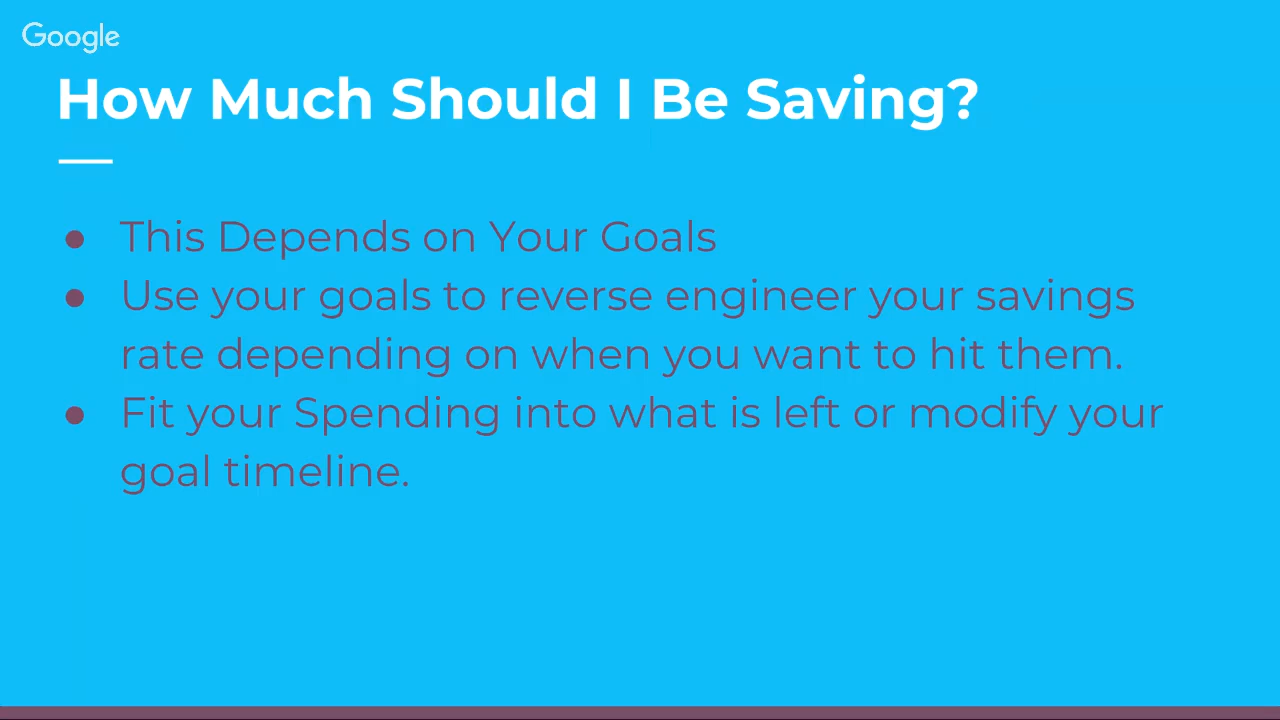 Google
How Much Should I Be Saving?
● This Depends on Your Goals
● Use your goals to reverse engineer your savings
rate depending on when you want to hit them.
● Fit your Spending into what is left or modify your
goal timeline.